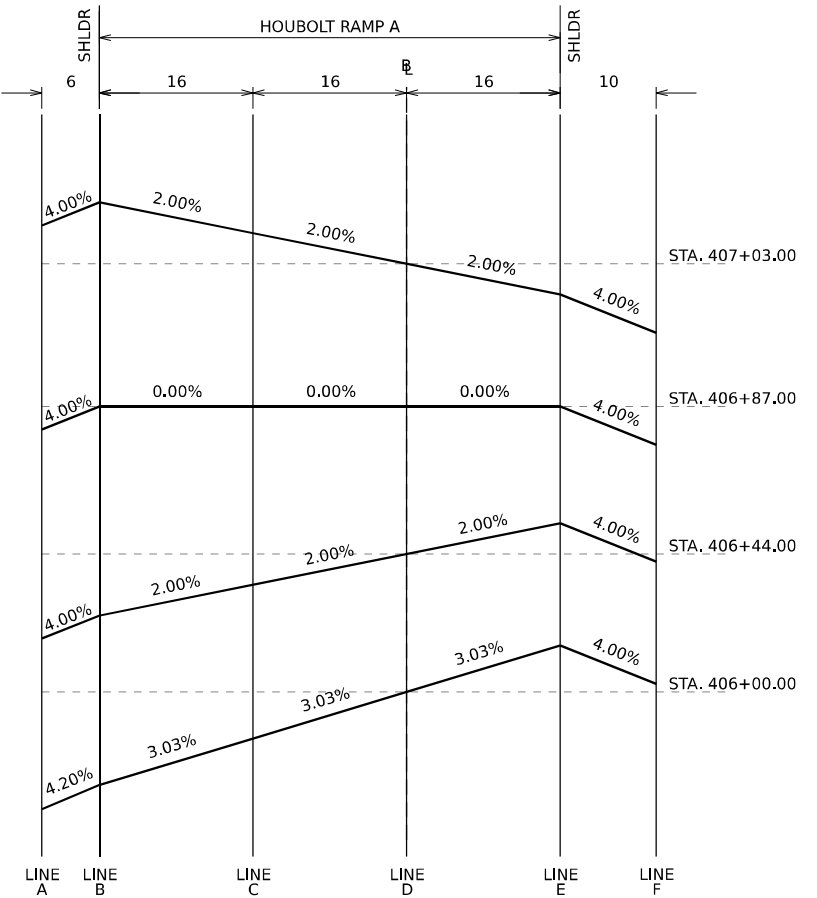 SHLDR
HOUBOLT RAMP A
SHLDR
BL
6 16 16 16 10
4.00% 2.00% 2.00% 2.00% 4.00%
STA. 407+03.00
4.00% 0.00% 0.00% 0.00% 4.00%
STA. 406+87.00
4.00% 2.00% 2.00% 2.00% 4.00%
STA. 406+44.00
4.20% 3.03% 3.03% 3.03% 4.00%
STA. 406+00.00
LINE A
LINE B
LINE C
LINE D
LINE E
LINE F